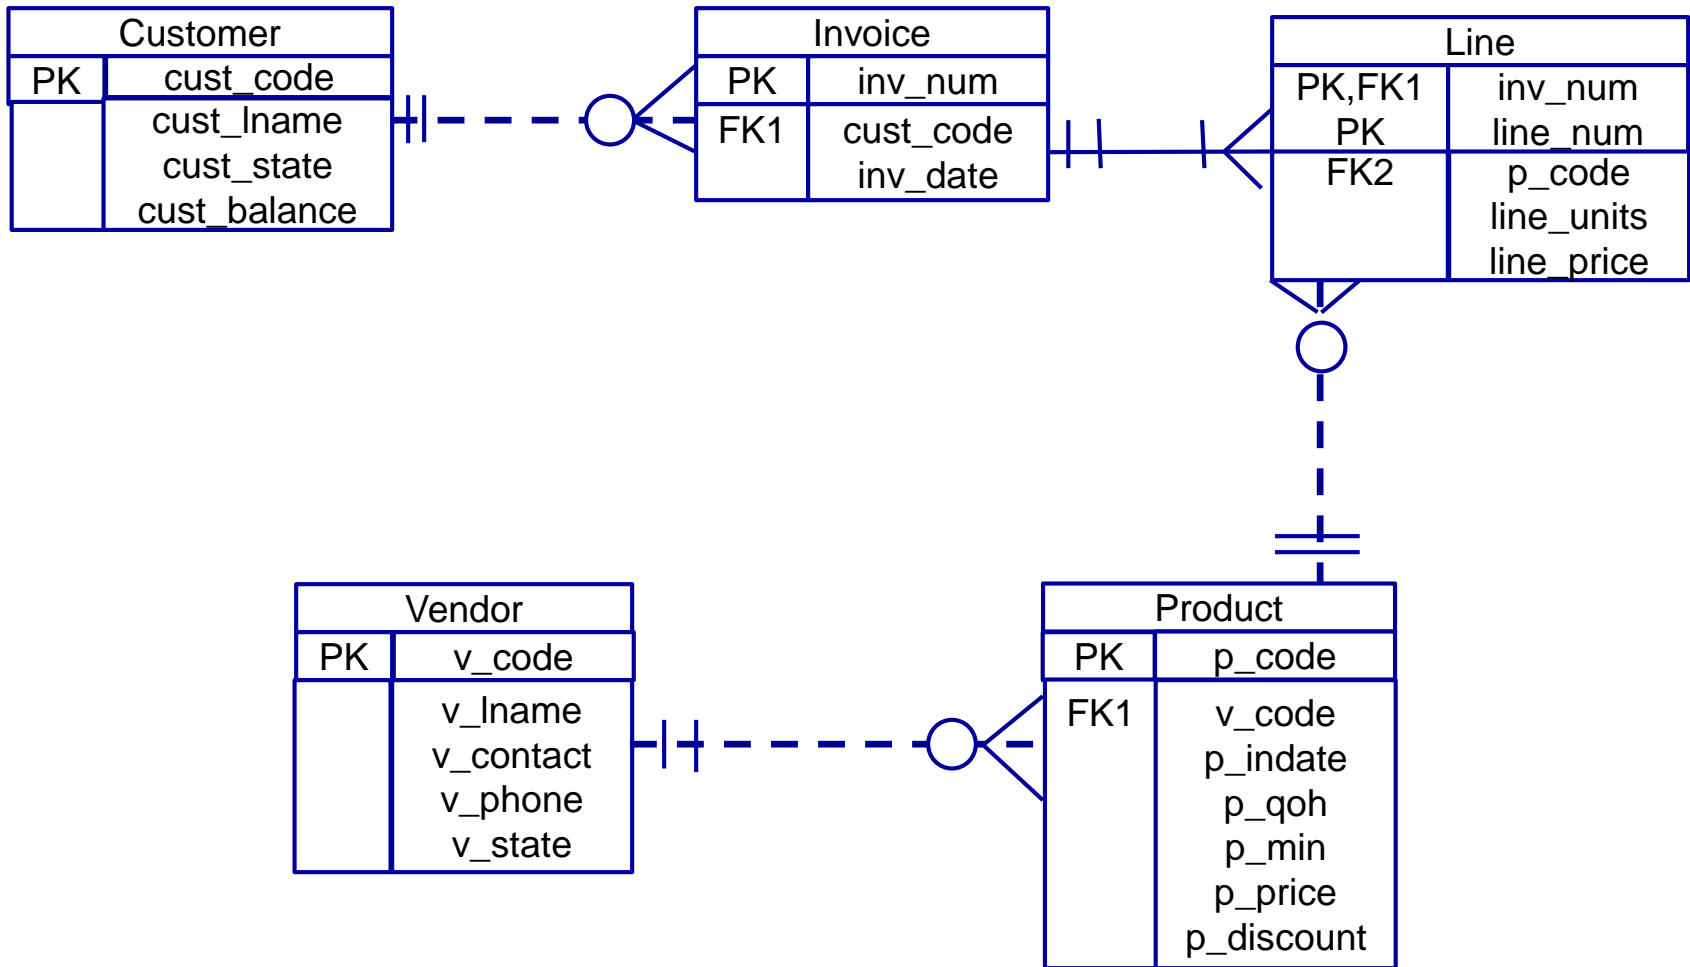 Customer
PK cust_code
cust_lname
cust_state
cust_balance
Invoice
PK inv_num
FK1 cust_code
inv_date
Line
PK,FK1 inv_num
PK line_num
FK2 p_code
line_units
line_price
Vendor
PK v_code
v_lname
v_contact
v_phone
v_state
Product
PK p_code
FK1 v_code
p_indate
p_qoh
p_min
p_price
p_discount